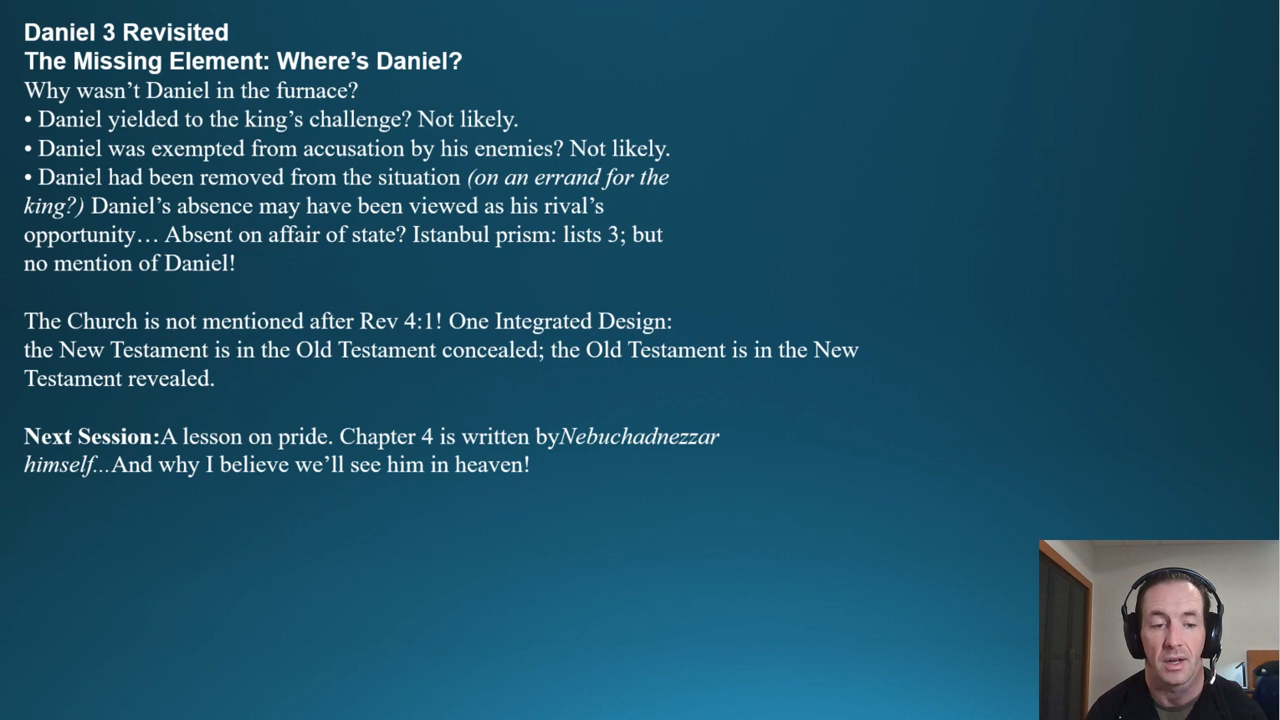 Daniel 3 Revisited
The Missing Element: Where’s Daniel?
Why wasn’t Daniel in the furnace?
• Daniel yielded to the king’s challenge? Not likely.
• Daniel was exempted from accusation by his enemies? Not likely.
• Daniel had been removed from the situation (on an errand for the
king?) Daniel’s absence may have been viewed as his rival’s
opportunity… Absent on affair of state? Istanbul prism: lists 3; but
no mention of Daniel!
The Church is not mentioned after Rev 4:1! One Integrated Design:
the New Testament is in the Old Testament concealed; the Old Testament is in the New
Testament revealed.
Next Session:A lesson on pride. Chapter 4 is written byNebuchadnezzar
himself...And why I believe we’ll see him in heaven!